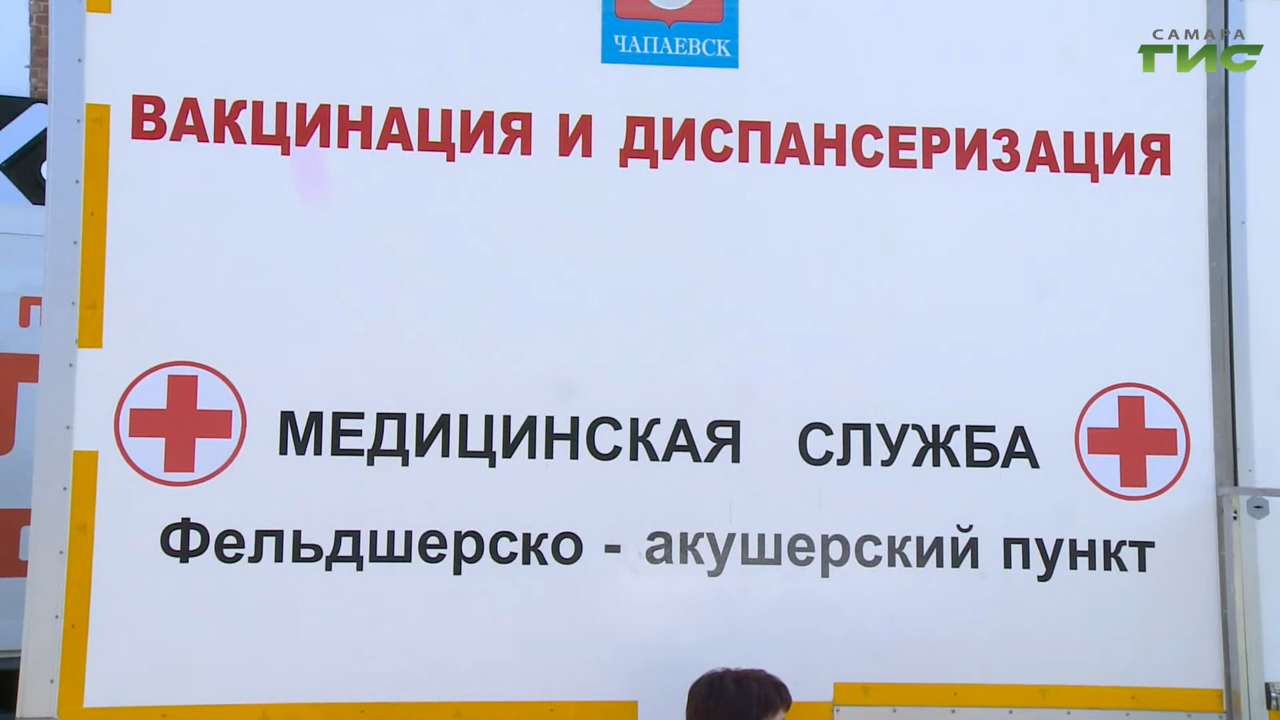 САМАРА
ГИС
ЧАПАЕВСК
ВАКЦИНАЦИЯ И ДИСПАНСЕРИЗАЦИЯ
МЕДИЦИНСКАЯ СЛУЖБА
Фельдшерско - акушерский пункт